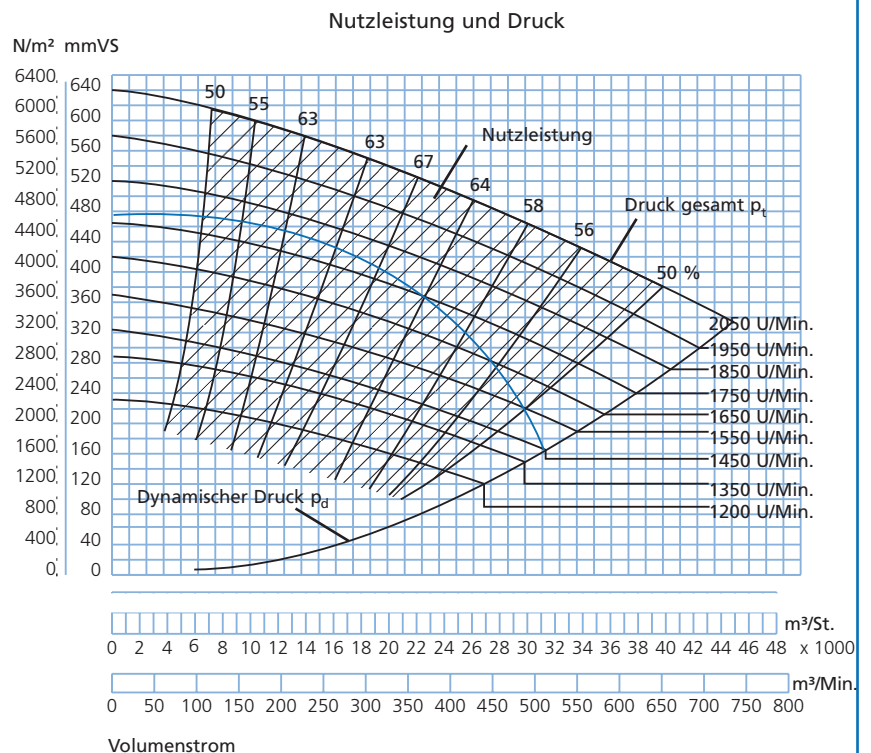 Nutzleistung und Druck
N/m² mmVS
6400
640
6000
600
5600
560
5200
520
4800
480
4400
440
4000
400
3600
360
3200
320
2800
280
2400
240
2000
200
1600
160
1200
120
800
80
400
40
0
0
50
55
63
63
67
64
58
56
50 %
Nutzleistung
Druck gesamt pt
2050 U/Min.
1950 U/Min.
1850 U/Min.
1750 U/Min.
1650 U/Min.
1550 U/Min.
1450 U/Min.
1350 U/Min.
1200 U/Min.
Dynamischer Druck pd
m³/St.
0 2 4 6 8 10 12 14 16 18 20 22 24 26 28 30 32 34 36 38 40 42 44 46 48 x 1000
m³/Min.
0 50 100 150 200 250 300 350 400 450 500 550 600 650 700 750 800
Volumenstrom